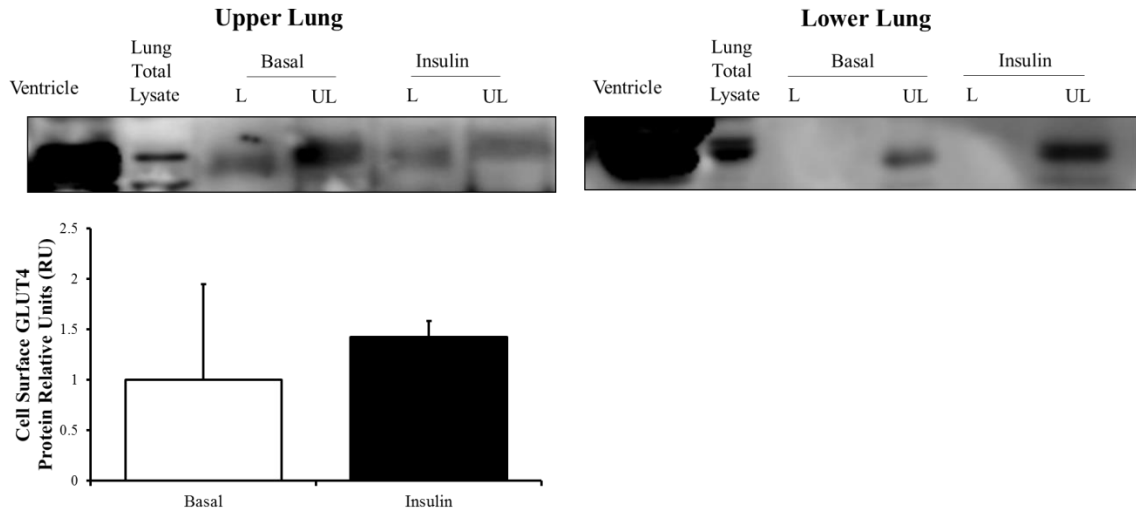 Upper Lung
Ventricle
Lung
Total
Lysate
Basal
L UL
Insulin
L UL
Lower Lung
Ventricle
Lung
Total
Lysate
Basal
L UL
Insulin
L UL
Cell Surface GLUT4
Protein Relative Units (RU)
2.5
2
1.5
1
0.5
0
Basal Insulin